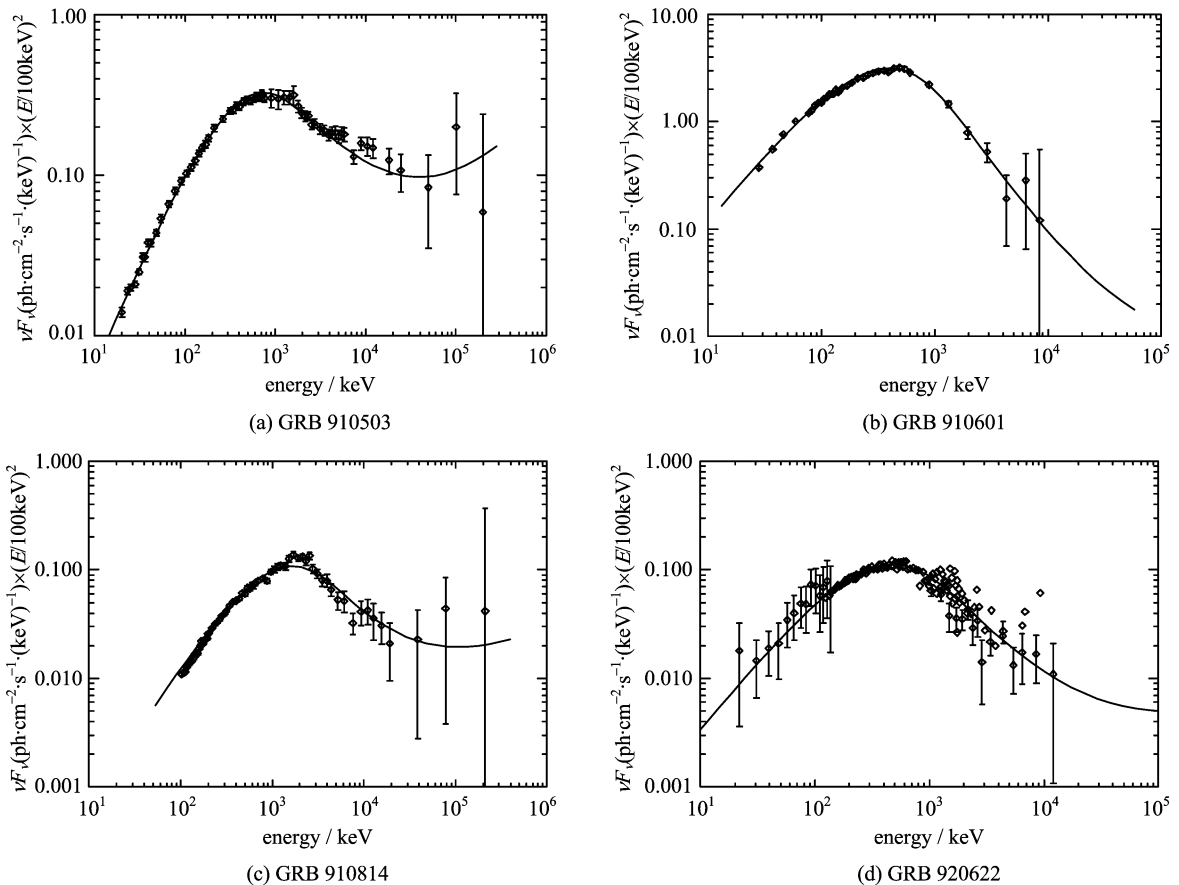 1.00
0.10
0.01
νFν(ph·cm⁻²·s⁻¹·(keV)⁻¹)×(E/100keV)²
10¹ 10² 10³ 10⁴ 10⁵ 10⁶
energy / keV
(a) GRB 910503
10.00
1.00
0.10
0.01
νFν(ph·cm⁻²·s⁻¹·(keV)⁻¹)×(E/100keV)²
10¹ 10² 10³ 10⁴ 10⁵
energy / keV
(b) GRB 910601
1.000
0.100
0.010
0.001
νFν(ph·cm⁻²·s⁻¹·(keV)⁻¹)×(E/100keV)²
10¹ 10² 10³ 10⁴ 10⁵ 10⁶
energy / keV
(c) GRB 910814
1.000
0.100
0.010
0.001
νFν(ph·cm⁻²·s⁻¹·(keV)⁻¹)×(E/100keV)²
10¹ 10² 10³ 10⁴ 10⁵
energy / keV
(d) GRB 920622